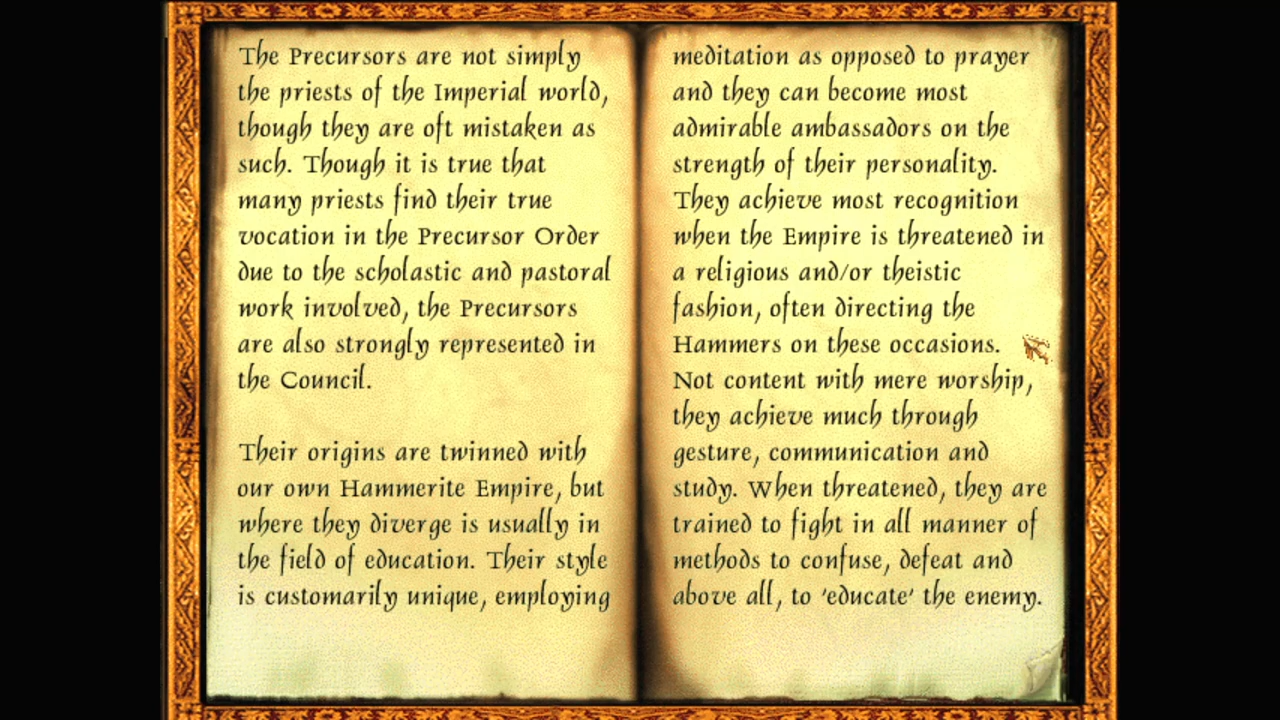 The Precursors are not simply
the priests of the Imperial world,
though they are oft mistaken as
such. Though it is true that
many priests find their true
vocation in the Precursor Order
due to the scholastic and pastoral
work involved, the Precursors
are also strongly represented in
the Council.
Their origins are twinned with
our own Hammerite Empire, but
where they diverge is usually in
the field of education. Their style
is customarily unique, employing
meditation as opposed to prayer
and they can become most
admirable ambassadors on the
strength of their personality.
They achieve most recognition
when the Empire is threatened in
a religious and/or theistic
fashion, often directing the
Hammers on these occasions.
Not content with mere worship,
they achieve much through
gesture, communication and
study. When threatened, they are
trained to fight in all manner of
methods to confuse, defeat and
above all, to 'educate' the enemy.